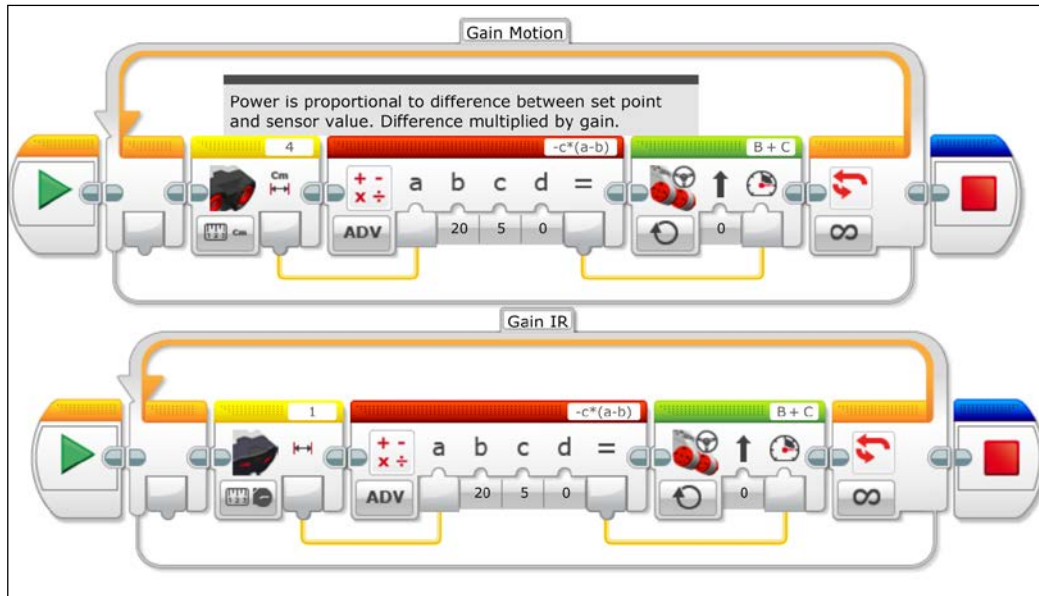 Gain Motion
Power is proportional to difference between set point
and sensor value. Difference multiplied by gain.
4
-c*(a-b)
B + C
Cm
a b c d =
Cm
ADV
20 5 0
0
Gain IR
1
-c*(a-b)
B + C
a b c d =
ADV
20 5 0
0